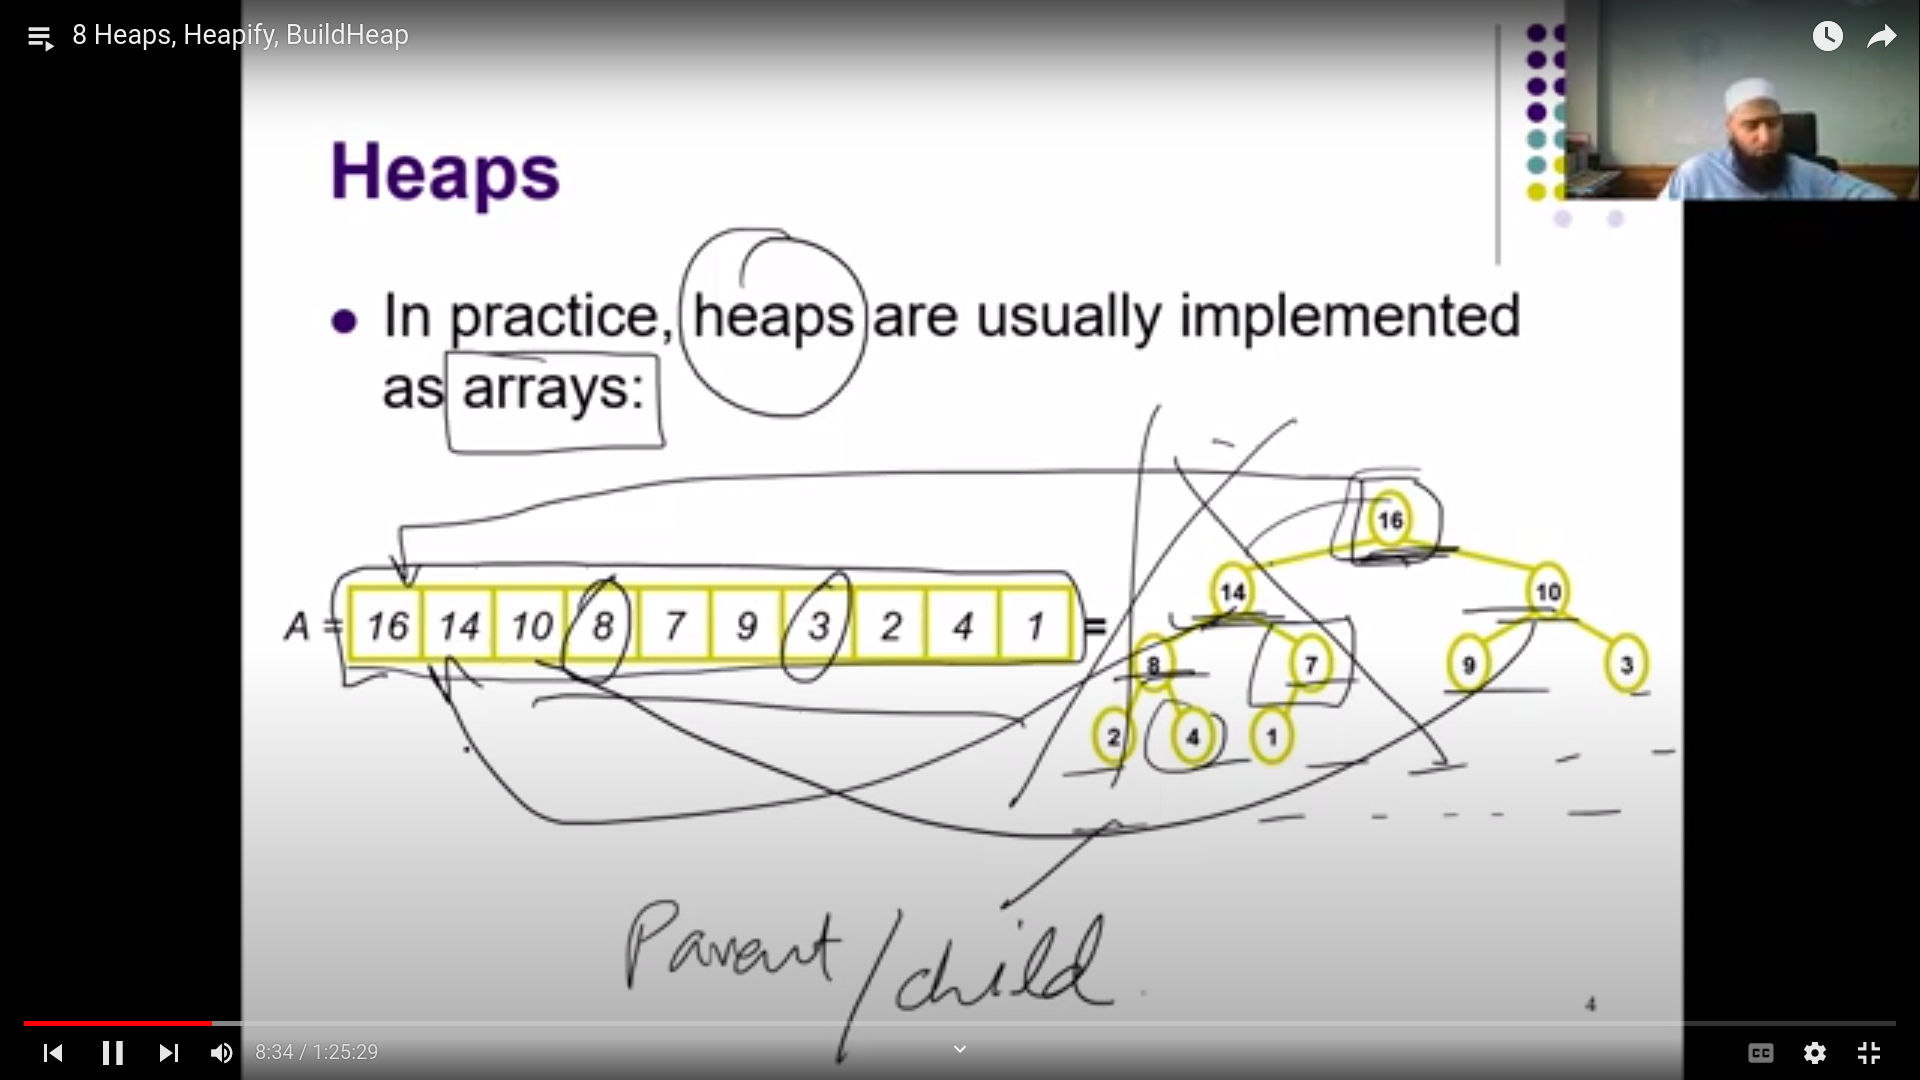 8 Heaps, Heapify, BuildHeap
Heaps
● In practice, heaps are usually implemented
as arrays:
16
A = 16 14 10 8 7 9 3 2 4 1 =
14 10
8 7 9 3
2 4 1
Parent/child.
4
8:34 / 1:25:29
CC